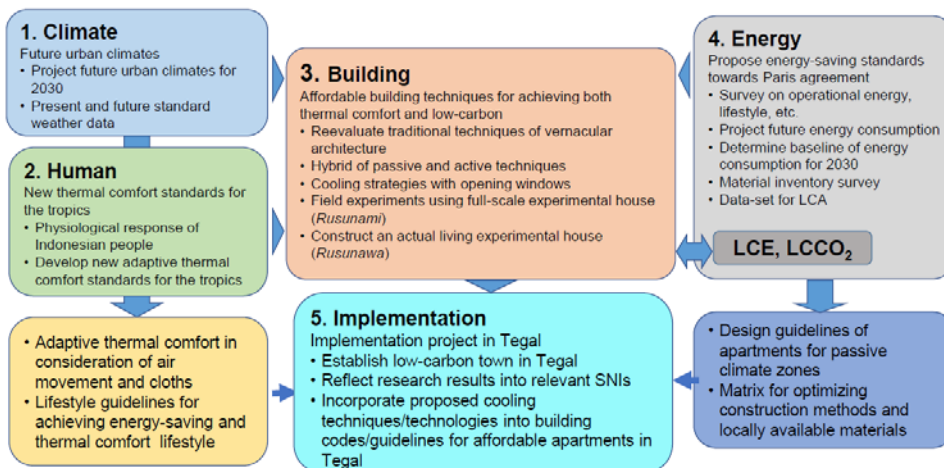 1. Climate
Future urban climates
• Project future urban climates for
2030
• Present and future standard
weather data
2. Human
New thermal comfort standards for
the tropics
• Physiological response of
Indonesian people
• Develop new adaptive thermal
comfort standards for the tropics
• Adaptive thermal comfort in
consideration of air
movement and cloths
• Lifestyle guidelines for
achieving energy-saving and
thermal comfort lifestyle
3. Building
Affordable building techniques for achieving both
thermal comfort and low-carbon
• Reevaluate traditional techniques of vernacular
architecture
• Hybrid of passive and active techniques
• Cooling strategies with opening windows
• Field experiments using full-scale experimental house
(Rusunami)
• Construct an actual living experimental house
(Rusunawa)
4. Energy
Propose energy-saving standards
towards Paris agreement
• Survey on operational energy,
lifestyle, etc.
• Project future energy consumption
• Determine baseline of energy
consumption for 2030
• Material inventory survey
• Data-set for LCA
LCE, LCCO₂
5. Implementation
Implementation project in Tegal
• Establish low-carbon town in Tegal
• Reflect research results into relevant SNIs
• Incorporate proposed cooling
techniques/technologies into building
codes/guidelines for affordable apartments in
Tegal
• Design guidelines of
apartments for passive
climate zones
• Matrix for optimizing
construction methods and
locally available materials